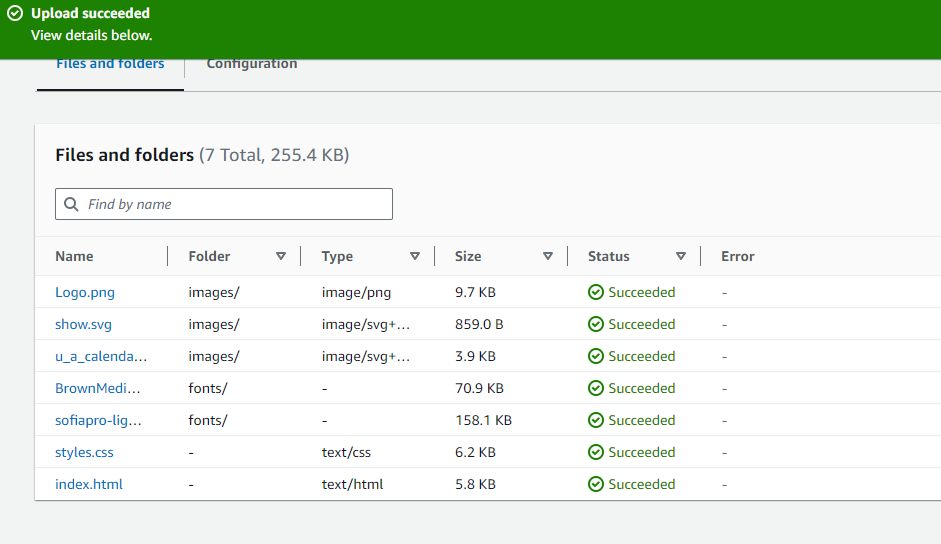 Upload succeeded
View details below.
Files and folders Configuration
Files and folders (7 Total, 255.4 KB)
Find by name
Name Folder Type Size Status Error
Logo.png images/ image/png 9.7 KB Succeeded -
show.svg images/ image/svg+... 859.0 B Succeeded -
u_a_calenda... images/ image/svg+... 3.9 KB Succeeded -
BrownMedi... fonts/ - 70.9 KB Succeeded -
sofiapro-lig... fonts/ - 158.1 KB Succeeded -
styles.css - text/css 6.2 KB Succeeded -
index.html - text/html 5.8 KB Succeeded -